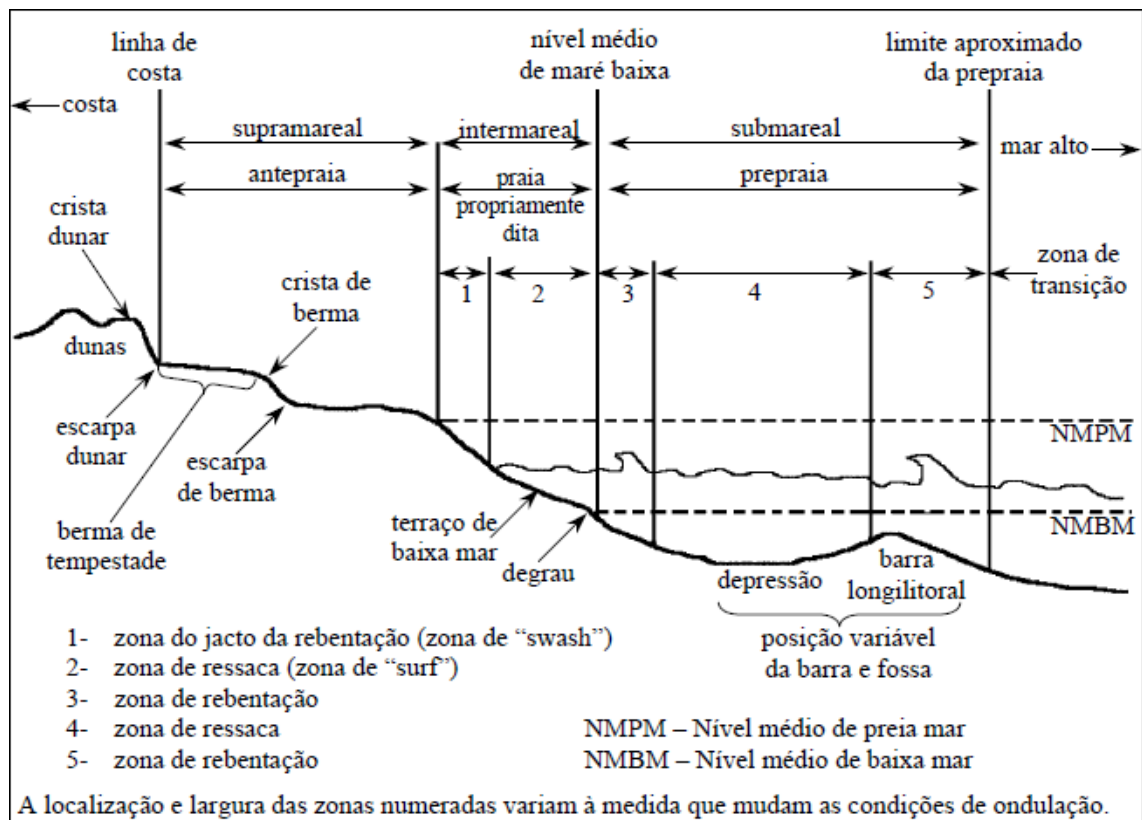 linha de
costa
nível médio
de maré baixa
limite aproximado
da prepraia
costa
supramareal
intermareal
submareal
mar alto
antepraia
praia
propriamente
dita
prepraia
crista
dunar
crista de
berma
1
2
3
4
5
zona de
transição
dunas
NMPM
escarpa
dunar
escarpa
de berma
berma de
tempestade
terraço de
baixa mar
degrau
NMBM
depressão
barra
longilitoral
posição variável
da barra e fossa
1- zona do jacto da rebentação (zona de “swash”)
2- zona de ressaca (zona de “surf”)
3- zona de rebentação
4- zona de ressaca
5- zona de rebentação
NMPM – Nível médio de preia mar
NMBM – Nível médio de baixa mar
A localização e largura das zonas numeradas variam à medida que mudam as condições de ondulação.